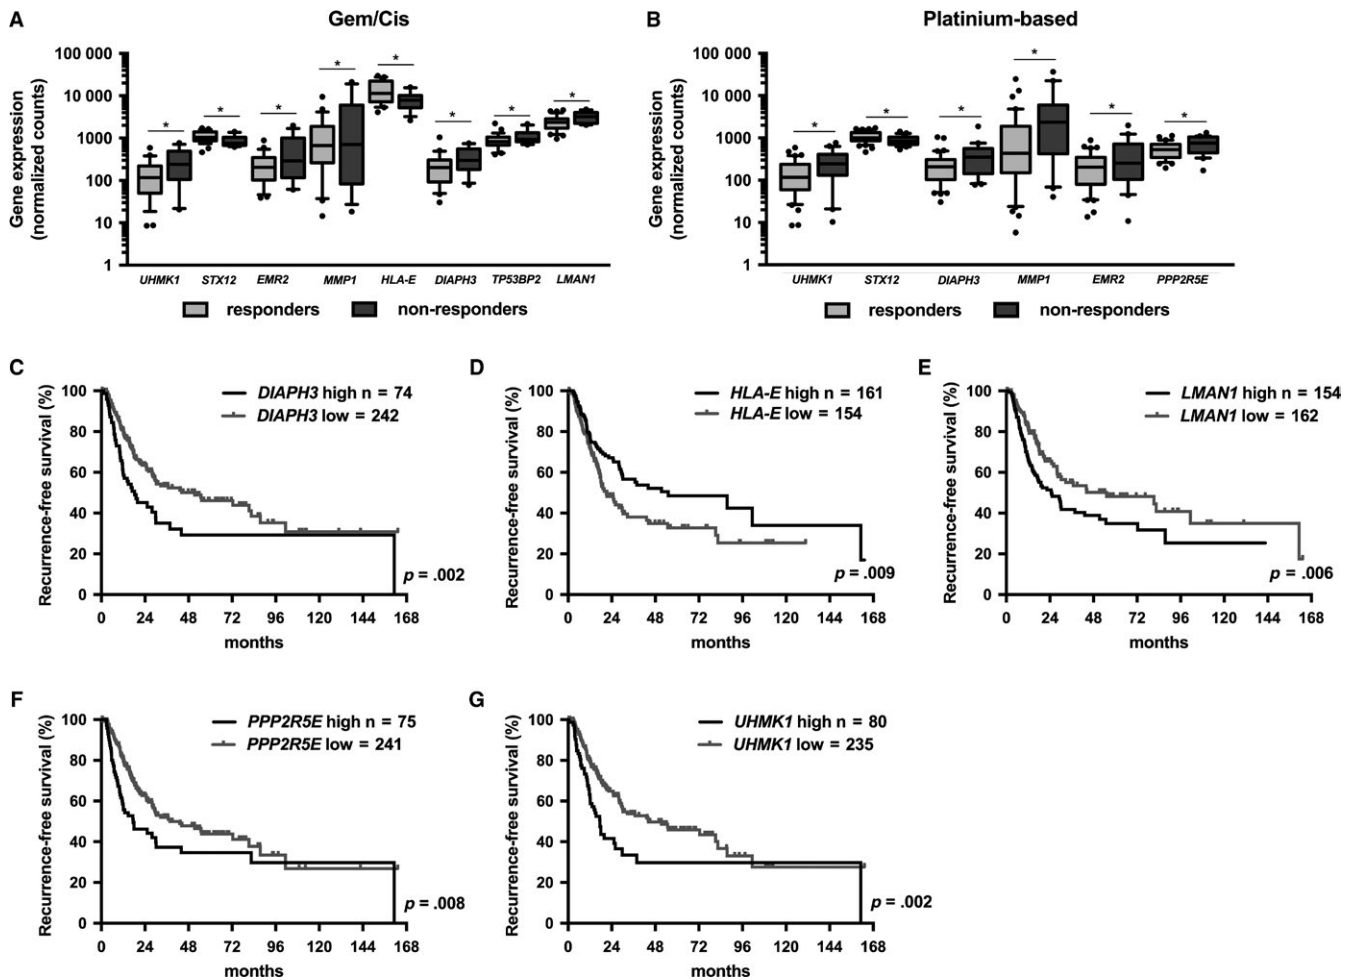 A Gem/Cis
B Platinium-based
Gene expression
(normalized counts)
100 000
10 000
1000
100
10
1
* * * * * * * *
UHMK1 STX12 EMR2 MMP1 HLA-E DIAPH3 TP53BP2 LMAN1
responders non-responders
Gene expression
(normalized counts)
100 000
10 000
1000
100
10
1
* * * * * *
UHMK1 STX12 DIAPH3 MMP1 EMR2 PPP2R5E
responders non-responders
C
Recurrence-free survival (%)
100
80
60
40
20
0
DIAPH3 high n = 74
DIAPH3 low = 242
p = .002
0 24 48 72 96 120 144 168
months
D
Recurrence-free survival (%)
100
80
60
40
20
0
HLA-E high n = 161
HLA-E low = 154
p = .009
0 24 48 72 96 120 144 168
months
E
Recurrence-free survival (%)
100
80
60
40
20
0
LMAN1 high n = 154
LMAN1 low = 162
p = .006
0 24 48 72 96 120 144 168
months
F
Recurrence-free survival (%)
100
80
60
40
20
0
PPP2R5E high n = 75
PPP2R5E low = 241
p = .008
0 24 48 72 96 120 144 168
months
G
Recurrence-free survival (%)
100
80
60
40
20
0
UHMK1 high n = 80
UHMK1 low = 235
p = .002
0 24 48 72 96 120 144 168
months